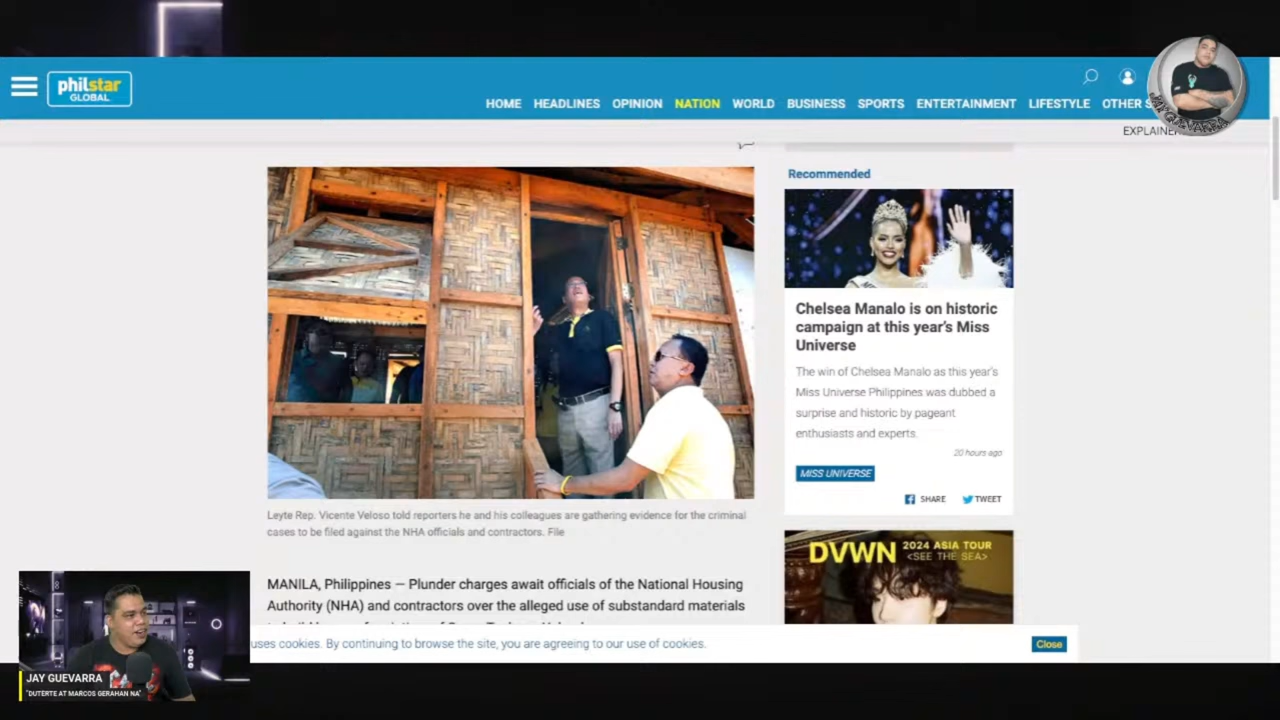 philstar
GLOBAL
HOME HEADLINES OPINION NATION WORLD BUSINESS SPORTS ENTERTAINMENT LIFESTYLE OTHER
EXPLAINE
Recommended
Chelsea Manalo is on historic
campaign at this year's Miss
Universe
The win of Chelsea Manalo as this year's
Miss Universe Philippines was dubbed a
surprise and historic by pageant
enthusiasts and experts.
20 hours ago
MISS UNIVERSE
SHARE TWEET
Leyte Rep. Vicente Veloso told reporters he and his colleagues are gathering evidence for the criminal
cases to be filed against the NHA officials and contractors. File
DVWN 2024 ASIA TOUR
<SEE THE SEA>
MANILA, Philippines — Plunder charges await officials of the National Housing
Authority (NHA) and contractors over the alleged use of substandard materials
uses cookies. By continuing to browse the site, you are agreeing to our use of cookies.
Close
JAY GUEVARRA
"DUTERTE AT MARCOS GERAHAN NA"